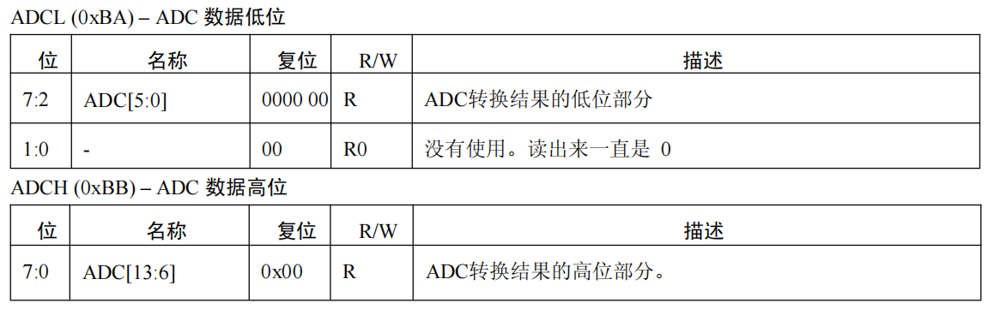 ADCL (0xBA) – ADC 数据低位
位 名称 复位 R/W 描述
7:2 ADC[5:0] 0000 00 R ADC转换结果的低位部分
1:0 - 00 R0 没有使用。读出来一直是 0
ADCH (0xBB) – ADC 数据高位
位 名称 复位 R/W 描述
7:0 ADC[13:6] 0x00 R ADC转换结果的高位部分。